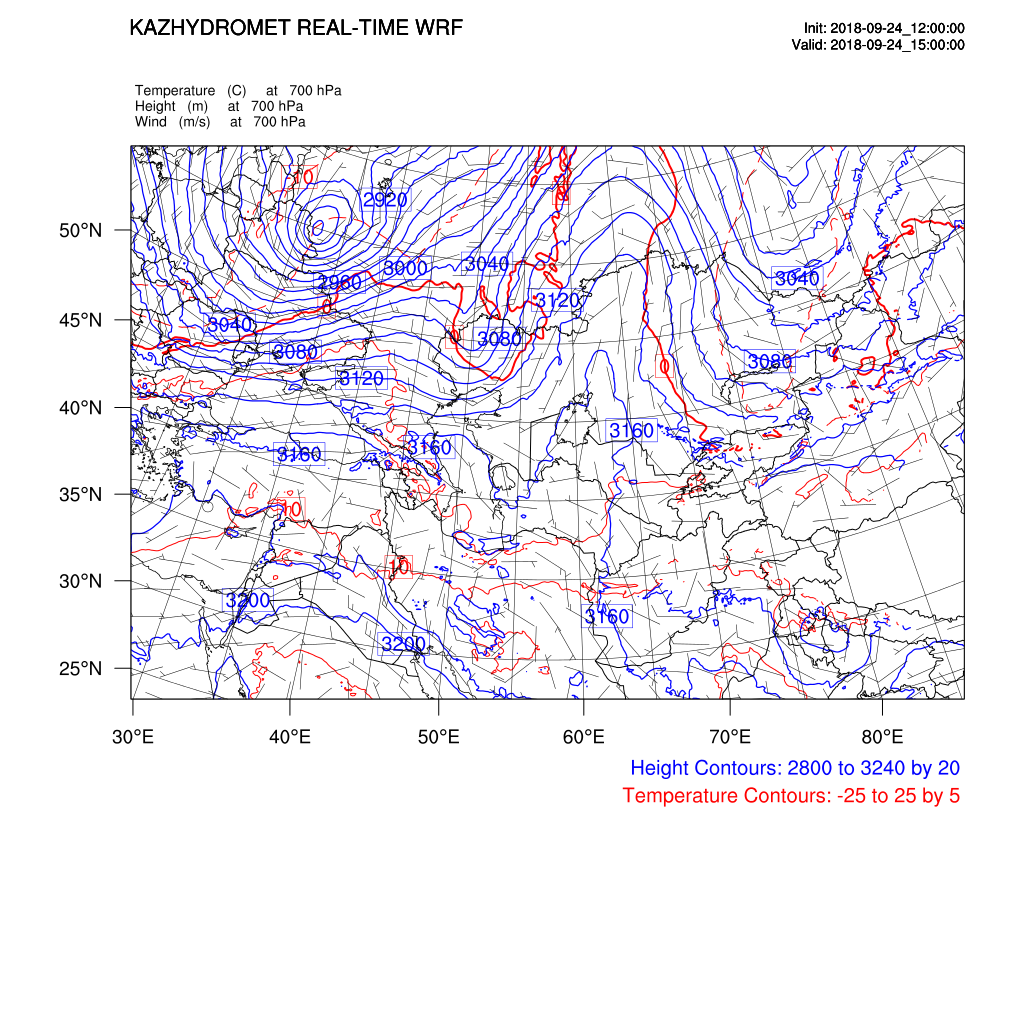 KAZHYDROMET REAL-TIME WRF
Init: 2018-09-24_12:00:00
Valid: 2018-09-24_15:00:00
Temperature (C) at 700 hPa
Height (m) at 700 hPa
Wind (m/s) at 700 hPa
10
2920
0
50°N
3000
3040
2960
3040
3120
0
45°N
3040
0
3080
3080
3080
0
3120
40°N
3160
3160
3160
35°N
10
10
30°N
3200
3160
3200
25°N
30°E 40°E 50°E 60°E 70°E 80°E
Height Contours: 2800 to 3240 by 20
Temperature Contours: -25 to 25 by 5